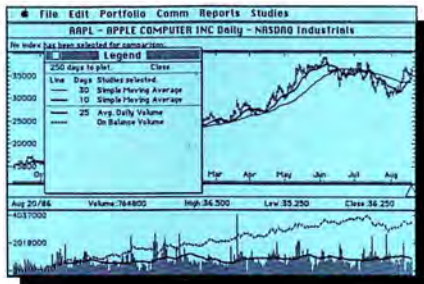 File Edit Portfolio Comm Reports Studies
AAPL - APPLE COMPUTER INC Daily - NASDAQ Industrials
No index has been selected for comparison.
Legend
250 days to plot. Close
Line Days Studies selected.
30 Simple Moving Average
10 Simple Moving Average
25 Avg. Daily Volume
On Balance Volume
35000
30000
25000
20000
15000
Mar Apr May Jun Jul Aug
Aug 20/86 Volume:764800 High:36.500 Low:35.250 Close:36.250
4037000
2018000